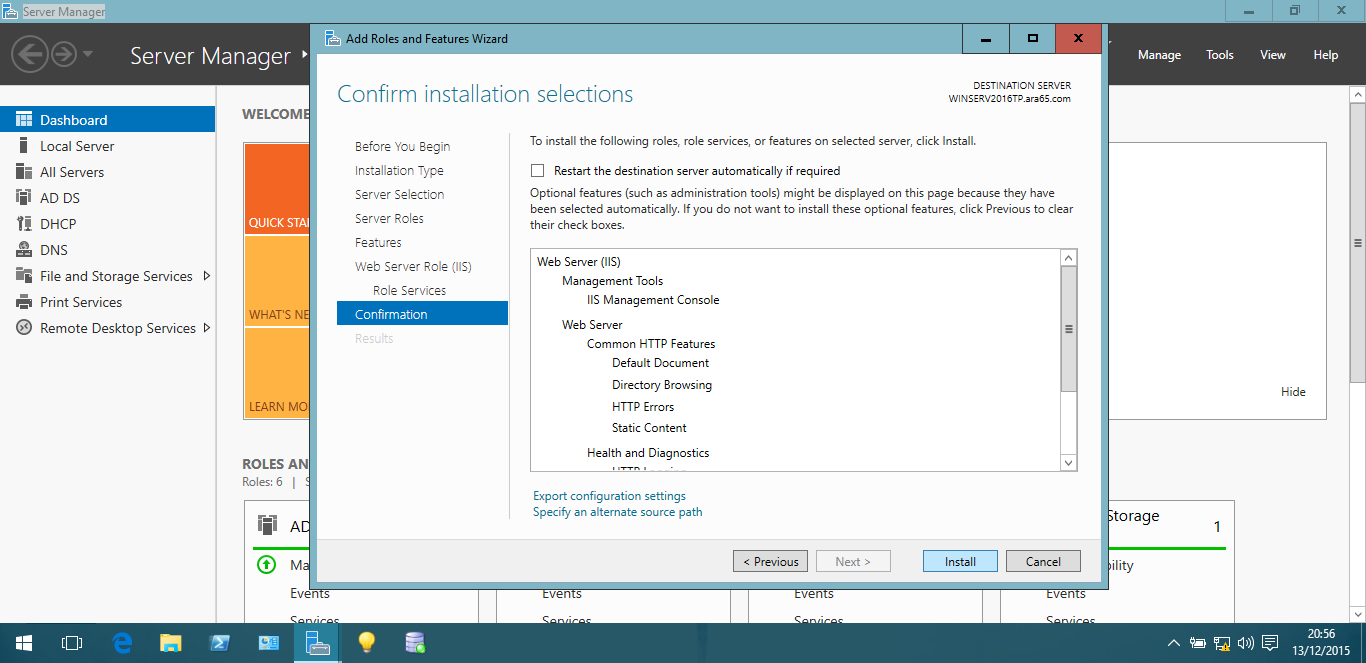 Server Manager
Add Roles and Features Wizard
Server Manager
Manage
Tools
View
Help
Dashboard
Local Server
All Servers
AD DS
DHCP
DNS
File and Storage Services
Print Services
Remote Desktop Services
WELCOME
QUICK STA
WHAT'S NE
LEARN MO
Hide
ROLES AN
Roles: 6 |
Confirm installation selections
DESTINATION SERVER
WINSERV2016TP.ara65.com
Before You Begin
Installation Type
Server Selection
Server Roles
Features
Web Server Role (IIS)
Role Services
Confirmation
Results
To install the following roles, role services, or features on selected server, click Install.
Restart the destination server automatically if required
Optional features (such as administration tools) might be displayed on this page because they have
been selected automatically. If you do not want to install these optional features, click Previous to clear
their check boxes.
Web Server (IIS)
Management Tools
IIS Management Console
Web Server
Common HTTP Features
Default Document
Directory Browsing
HTTP Errors
Static Content
Health and Diagnostics
Export configuration settings
Specify an alternate source path
< Previous
Next >
Install
Cancel
AD
Storage
1
Ma
bility
Events
Events
Events
Events
Services
Services
Services
Services
20:56
13/12/2015